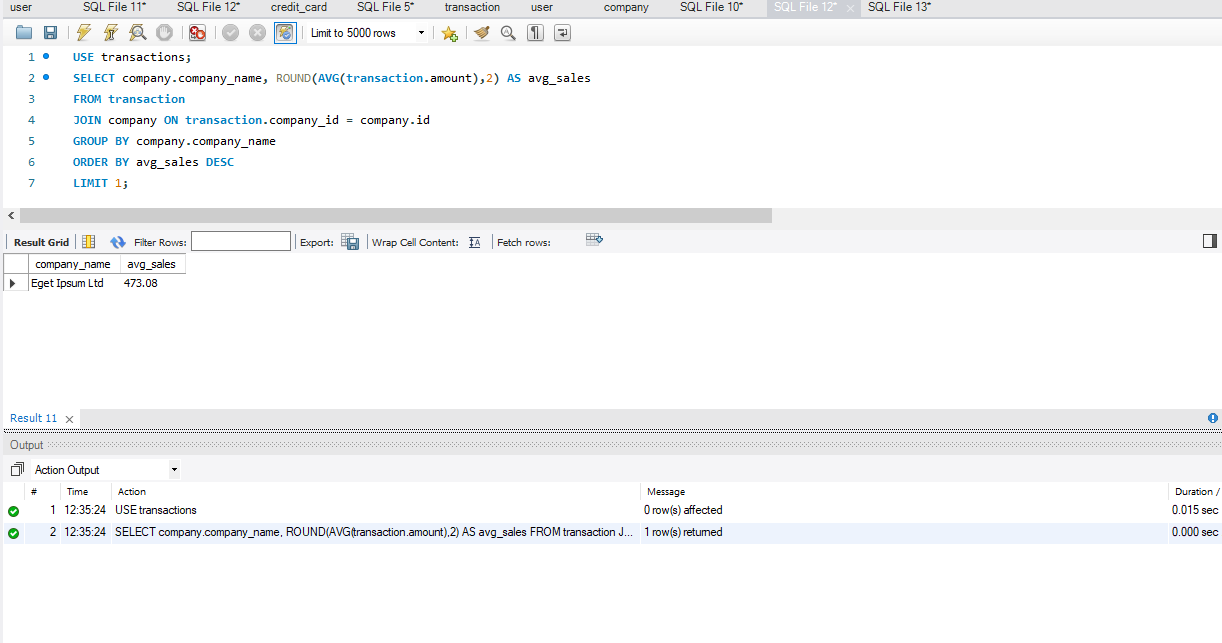 user SQL File 11* SQL File 12* credit_card SQL File 5* transaction user company SQL File 10* SQL File 12* SQL File 13*
Limit to 5000 rows
1 USE transactions;
2 SELECT company.company_name, ROUND(AVG(transaction.amount),2) AS avg_sales
3 FROM transaction
4 JOIN company ON transaction.company_id = company.id
5 GROUP BY company.company_name
6 ORDER BY avg_sales DESC
7 LIMIT 1;
Result Grid Filter Rows: Export: Wrap Cell Content: IA Fetch rows:
company_name avg_sales
Eget Ipsum Ltd 473.08
Result 11
Output
Action Output
# Time Action Message Duration /
1 12:35:24 USE transactions 0 row(s) affected 0.015 sec
2 12:35:24 SELECT company.company_name, ROUND(AVG(transaction.amount),2) AS avg_sales FROM transaction J... 1 row(s) returned 0.000 sec